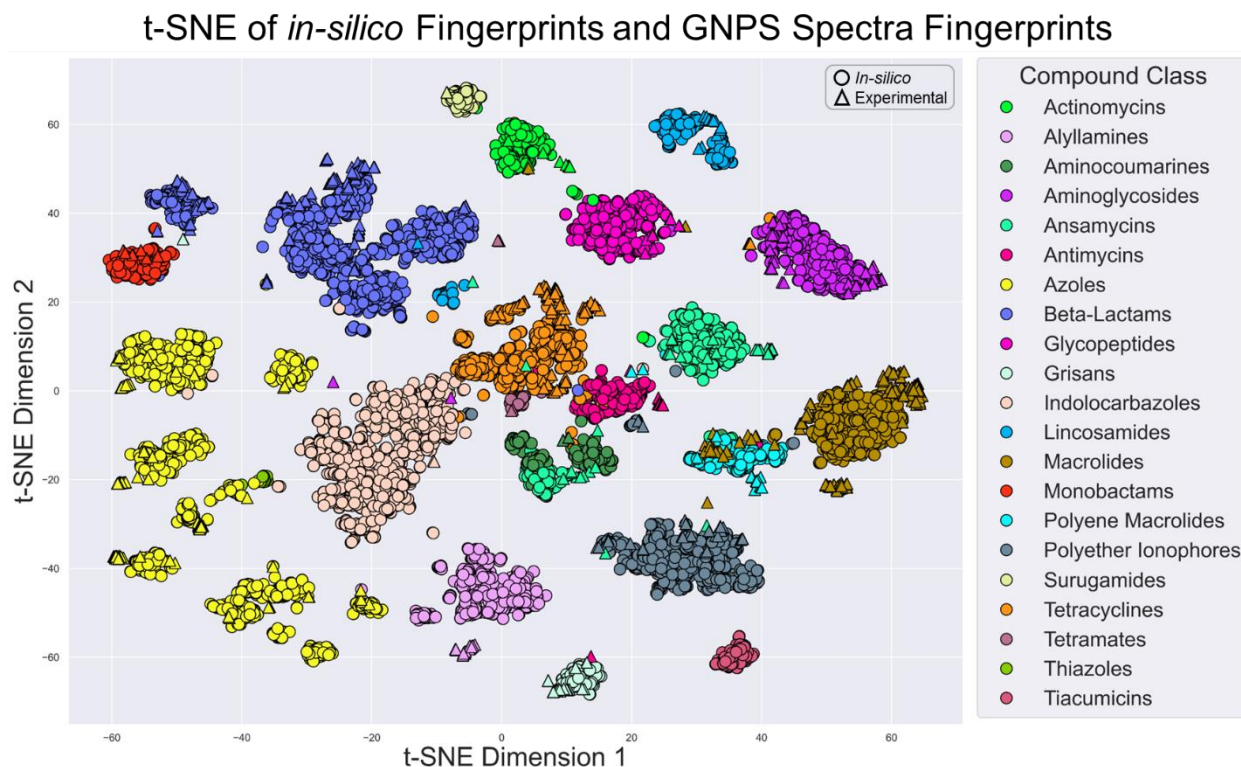 t-SNE of in-silico Fingerprints and GNPS Spectra Fingerprints
In-silico
Experimental
60
40
20
0
−20
−40
−60
t-SNE Dimension 2
−60
−40
−20
0
20
40
60
t-SNE Dimension 1
Compound Class
Actinomycins
Alyllamines
Aminocoumarines
Aminoglycosides
Ansamycins
Antimycins
Azoles
Beta-Lactams
Glycopeptides
Grisans
Indolocarbazoles
Lincosamides
Macrolides
Monobactams
Polyene Macrolides
Polyether Ionophores
Surugamides
Tetracyclines
Tetramates
Thiazoles
Tiacumicins